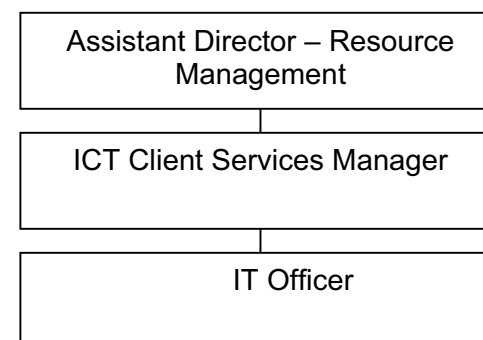 Assistant Director – Resource
Management
ICT Client Services Manager
IT Officer